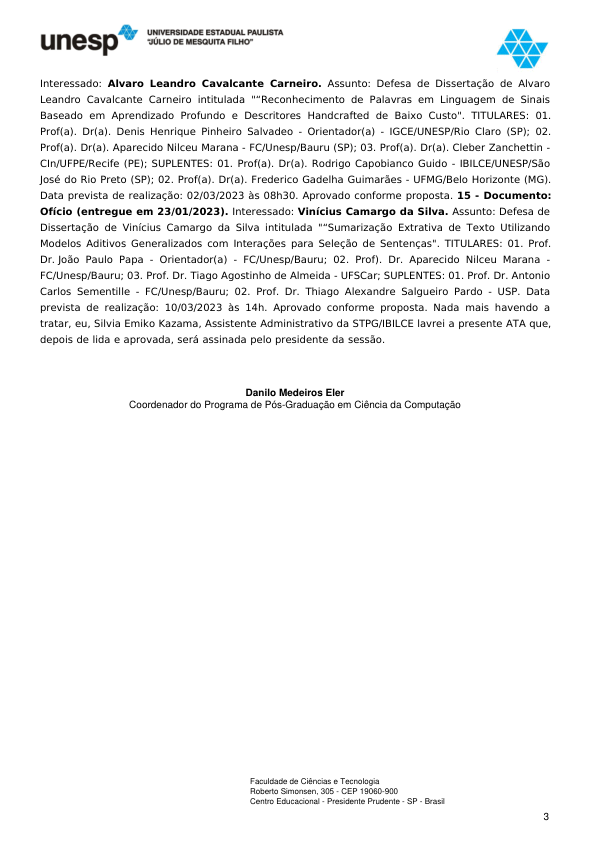 unesp
UNIVERSIDADE ESTADUAL PAULISTA
"JÚLIO DE MESQUITA FILHO"
Interessado: Alvaro Leandro Cavalcante Carneiro. Assunto: Defesa de Dissertação de Alvaro
Leandro Cavalcante Carneiro intitulada "“Reconhecimento de Palavras em Linguagem de Sinais
Baseado em Aprendizado Profundo e Descritores Handcrafted de Baixo Custo". TITULARES: 01.
Prof(a). Dr(a). Denis Henrique Pinheiro Salvadeo - Orientador(a) - IGCE/UNESP/Rio Claro (SP); 02.
Prof(a). Dr(a). Aparecido Nilceu Marana - FC/Unesp/Bauru (SP); 03. Prof(a). Dr(a). Cleber Zanchettin -
CIn/UFPE/Recife (PE); SUPLENTES: 01. Prof(a). Dr(a). Rodrigo Capobianco Guido - IBILCE/UNESP/São
José do Rio Preto (SP); 02. Prof(a). Dr(a). Frederico Gadelha Guimarães - UFMG/Belo Horizonte (MG).
Data prevista de realização: 02/03/2023 às 08h30. Aprovado conforme proposta. 15 - Documento:
Ofício (entregue em 23/01/2023). Interessado: Vinícius Camargo da Silva. Assunto: Defesa de
Dissertação de Vinícius Camargo da Silva intitulada "“Sumarização Extrativa de Texto Utilizando
Modelos Aditivos Generalizados com Interações para Seleção de Sentenças". TITULARES: 01. Prof.
Dr. João Paulo Papa - Orientador(a) - FC/Unesp/Bauru; 02. Prof). Dr. Aparecido Nilceu Marana -
FC/Unesp/Bauru; 03. Prof. Dr. Tiago Agostinho de Almeida - UFSCar; SUPLENTES: 01. Prof. Dr. Antonio
Carlos Sementille - FC/Unesp/Bauru; 02. Prof. Dr. Thiago Alexandre Salgueiro Pardo - USP. Data
prevista de realização: 10/03/2023 às 14h. Aprovado conforme proposta. Nada mais havendo a
tratar, eu, Silvia Emiko Kazama, Assistente Administrativo da STPG/IBILCE lavrei a presente ATA que,
depois de lida e aprovada, será assinada pelo presidente da sessão.
Danilo Medeiros Eler
Coordenador do Programa de Pós-Graduação em Ciência da Computação
Faculdade de Ciências e Tecnologia
Roberto Simonsen, 305 - CEP 19060-900
Centro Educacional - Presidente Prudente - SP - Brasil
3